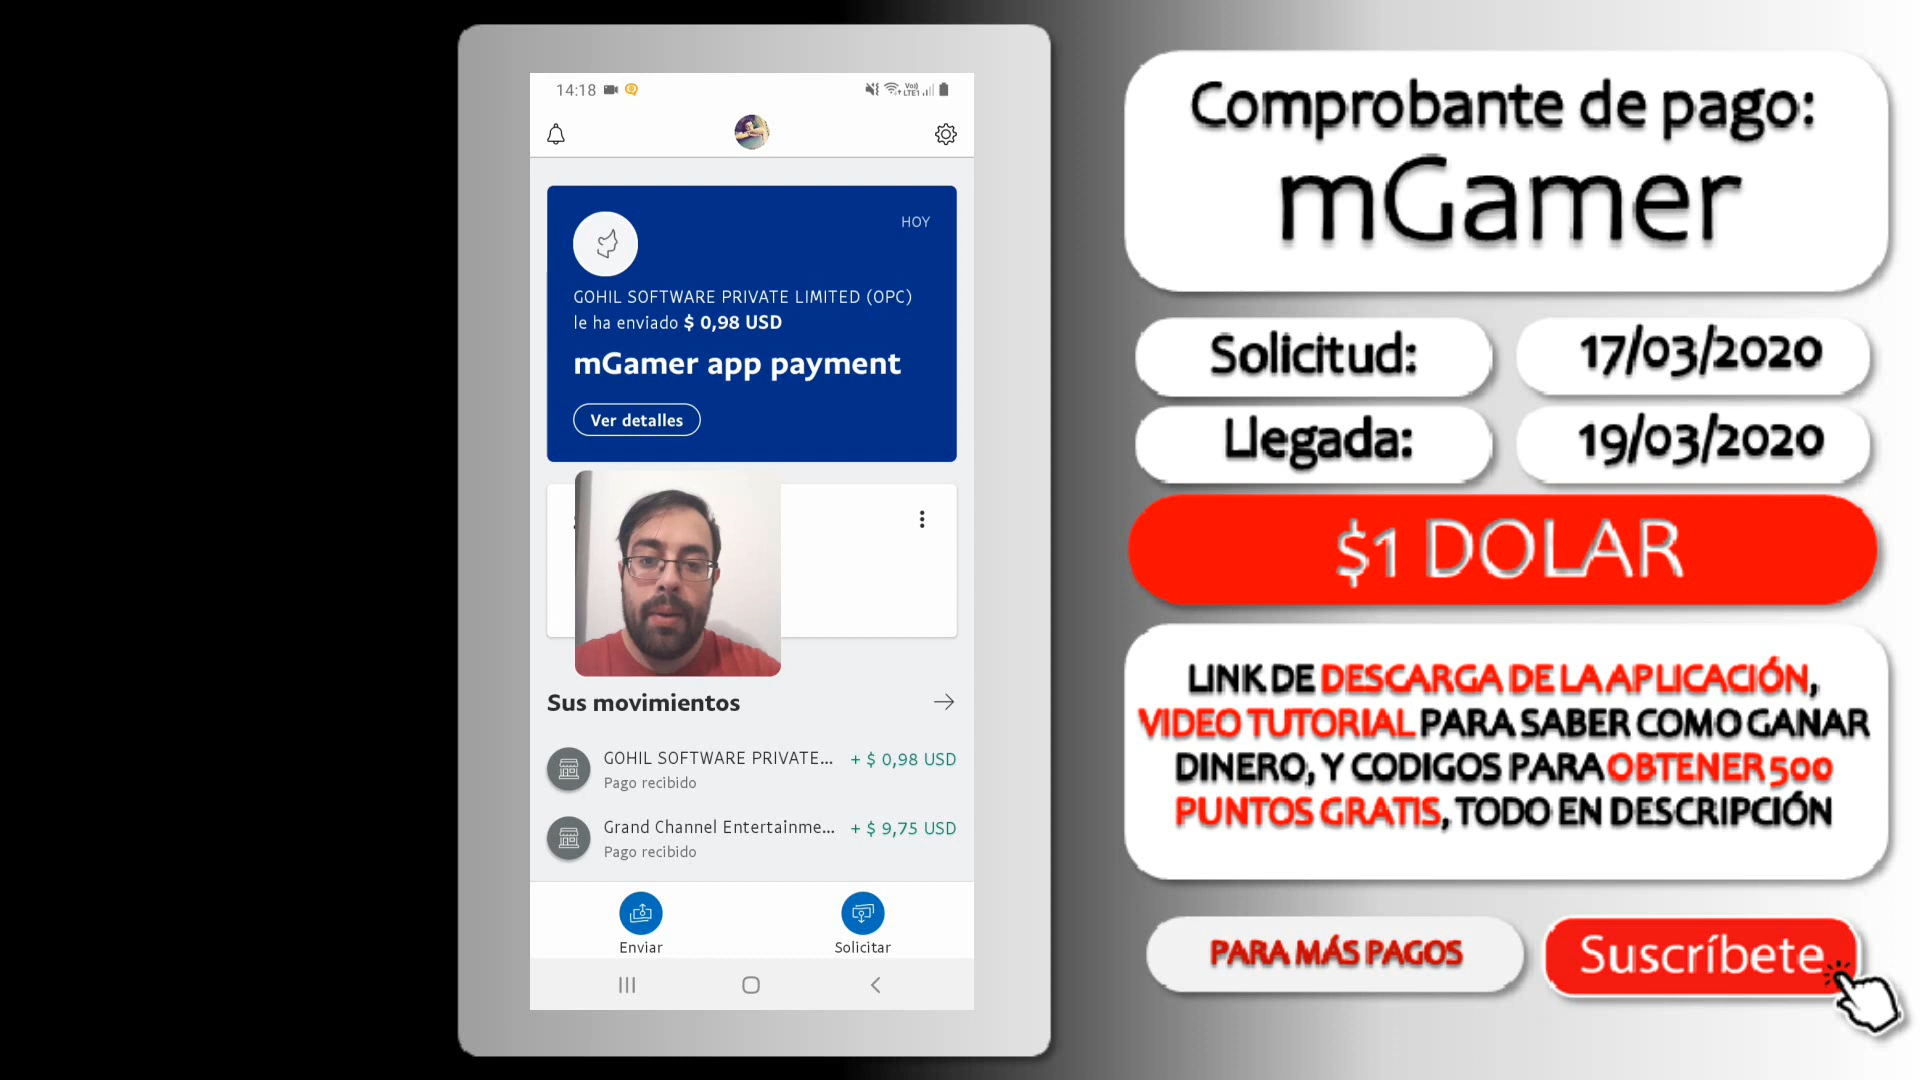 14:18
Vo))
LTE1
HOY
GOHIL SOFTWARE PRIVATE LIMITED (OPC)
le ha enviado $ 0,98 USD
mGamer app payment
Ver detalles
Sus movimientos
GOHIL SOFTWARE PRIVATE... + $ 0,98 USD
Pago recibido
Grand Channel Entertainme... + $ 9,75 USD
Pago recibido
Enviar Solicitar
Comprobante de pago:
mGamer
Solicitud: 17/03/2020
Llegada: 19/03/2020
$1 DOLAR
LINK DE DESCARGA DE LA APLICACIÓN,
VIDEO TUTORIAL PARA SABER COMO GANAR
DINERO, Y CODIGOS PARA OBTENER 500
PUNTOS GRATIS, TODO EN DESCRIPCIÓN
PARA MÁS PAGOS Suscríbete